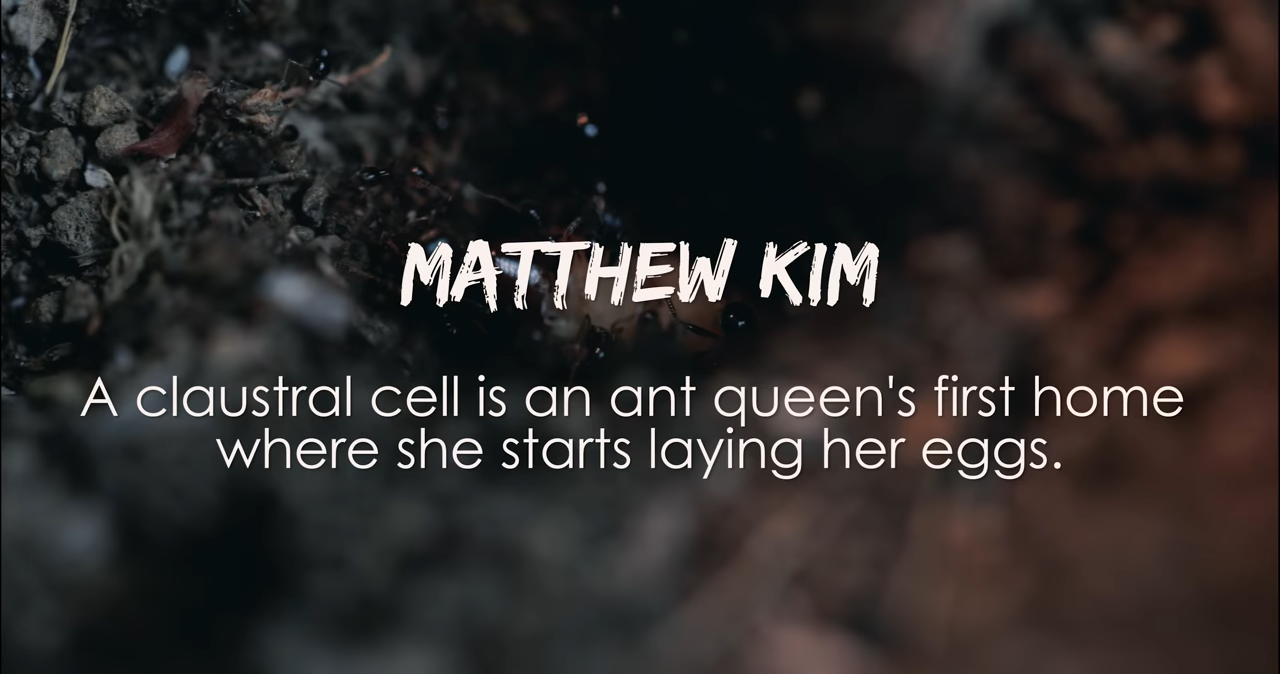 MATTHEW KIM
A claustral cell is an ant queen's first home
where she starts laying her eggs.